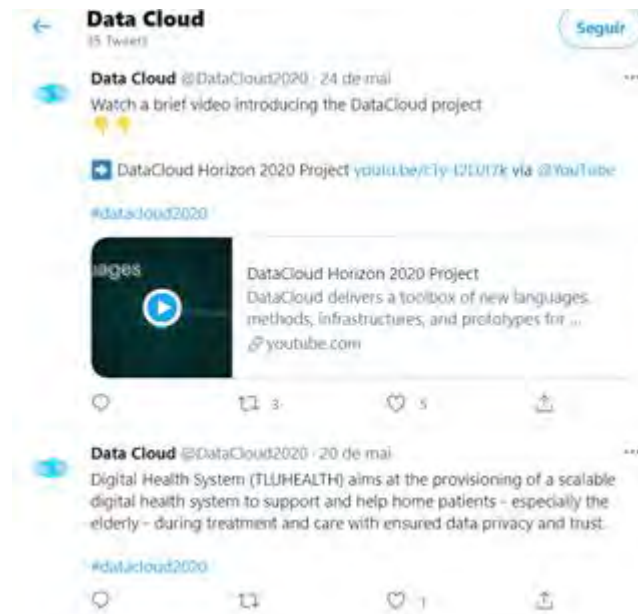 Data Cloud
Seguir
Tweets
Data Cloud @DataCloud2020 · 24 de mai
Watch a brief video introducing the DataCloud project
DataCloud Horizon 2020 Project via @YouTube
#datacloud2020
uages
DataCloud Horizon 2020 Project
DataCloud delivers a toolbox of new languages,
methods, infrastructures, and prototypes for ...
youtube.com
3
5
Data Cloud @DataCloud2020 · 20 de mai
Digital Health System (TLUHEALTH) aims at the provisioning of a scalable
digital health system to support and help home patients - especially the
elderly - during treatment and care with ensured data privacy and trust.
#datacloud2020
1